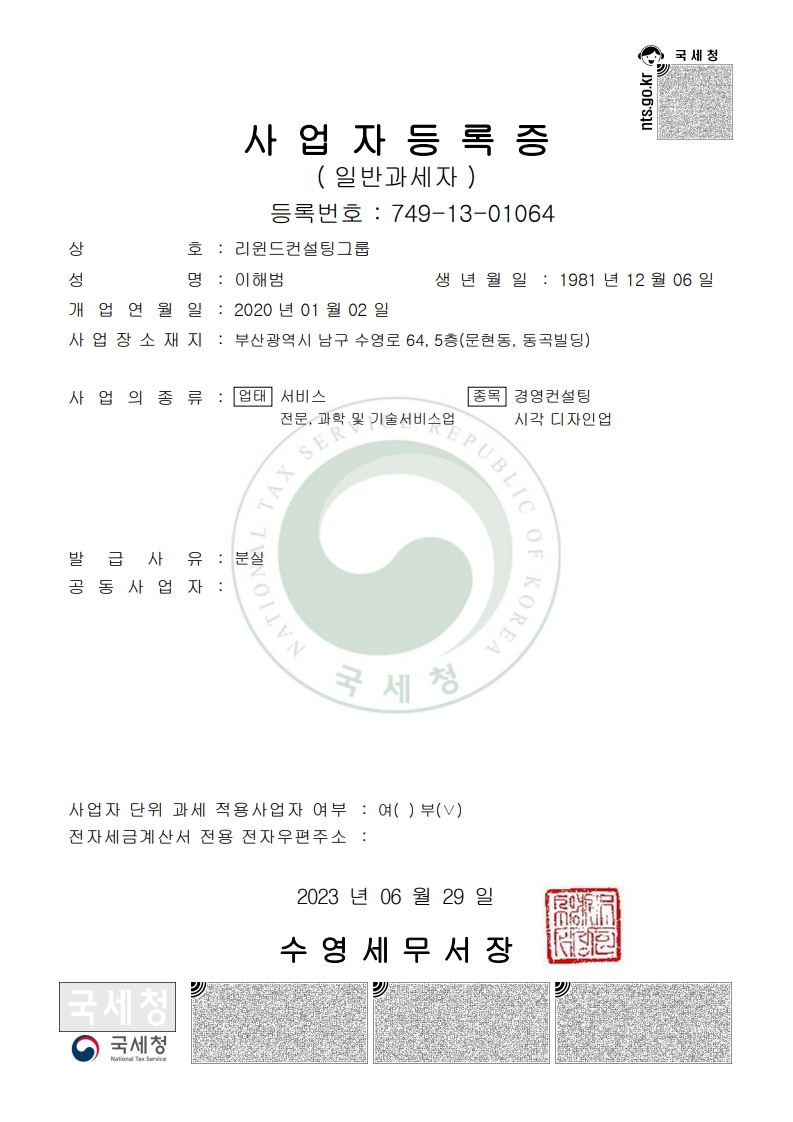 국세청
nts.go.kr
사업자등록증
( 일반과세자 )
등록번호 : 749-13-01064
상 호 : 리윈드컨설팅그룹
성 명 : 이해범 생 년 월 일 : 1981 년 12 월 06 일
개 업 연 월 일 : 2020 년 01 월 02 일
사 업 장 소 재 지 : 부산광역시 남구 수영로 64, 5층(문현동, 동곡빌딩)
사 업 의 종 류 : 업태 서비스 종목 경영컨설팅
전문, 과학 및 기술서비스업 시각 디자인업
NATIONAL TAX SERVICE REPUBLIC OF KOREA
발 급 사 유 : 분실
공 동 사 업 자 :
국세청
사업자 단위 과세 적용사업자 여부 : 여( ) 부(∨)
전자세금계산서 전용 전자우편주소 :
2023 년 06 월 29 일
수영세무서장
국세청
국세청
National Tax Service